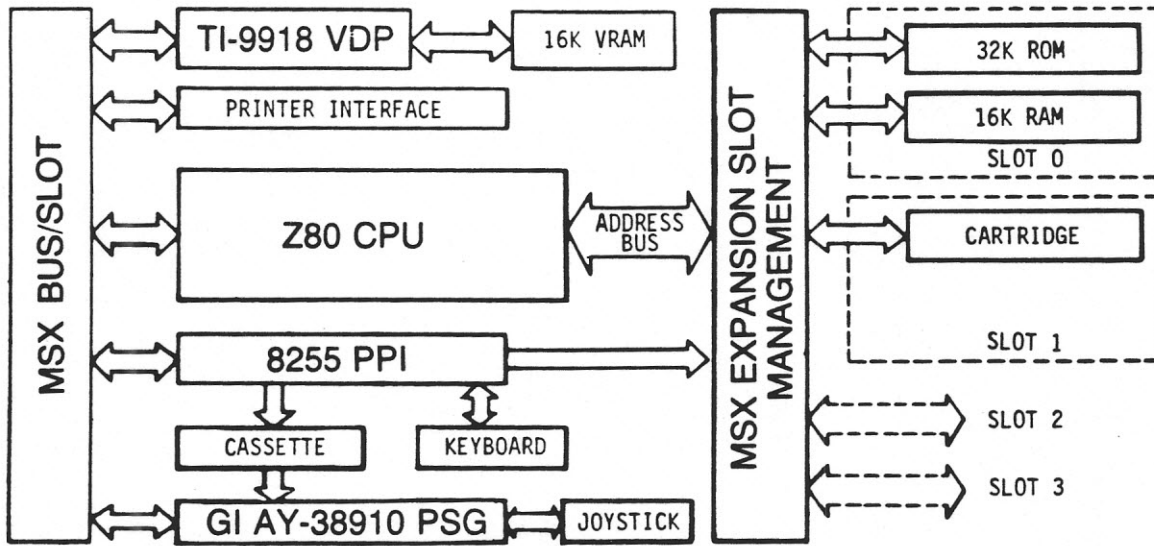 MSX BUS/SLOT
TI-9918 VDP
16K VRAM
PRINTER INTERFACE
Z80 CPU
ADDRESS
BUS
8255 PPI
CASSETTE
KEYBOARD
GI AY-38910 PSG
JOYSTICK
MSX EXPANSION SLOT
MANAGEMENT
32K ROM
16K RAM
SLOT 0
CARTRIDGE
SLOT 1
SLOT 2
SLOT 3